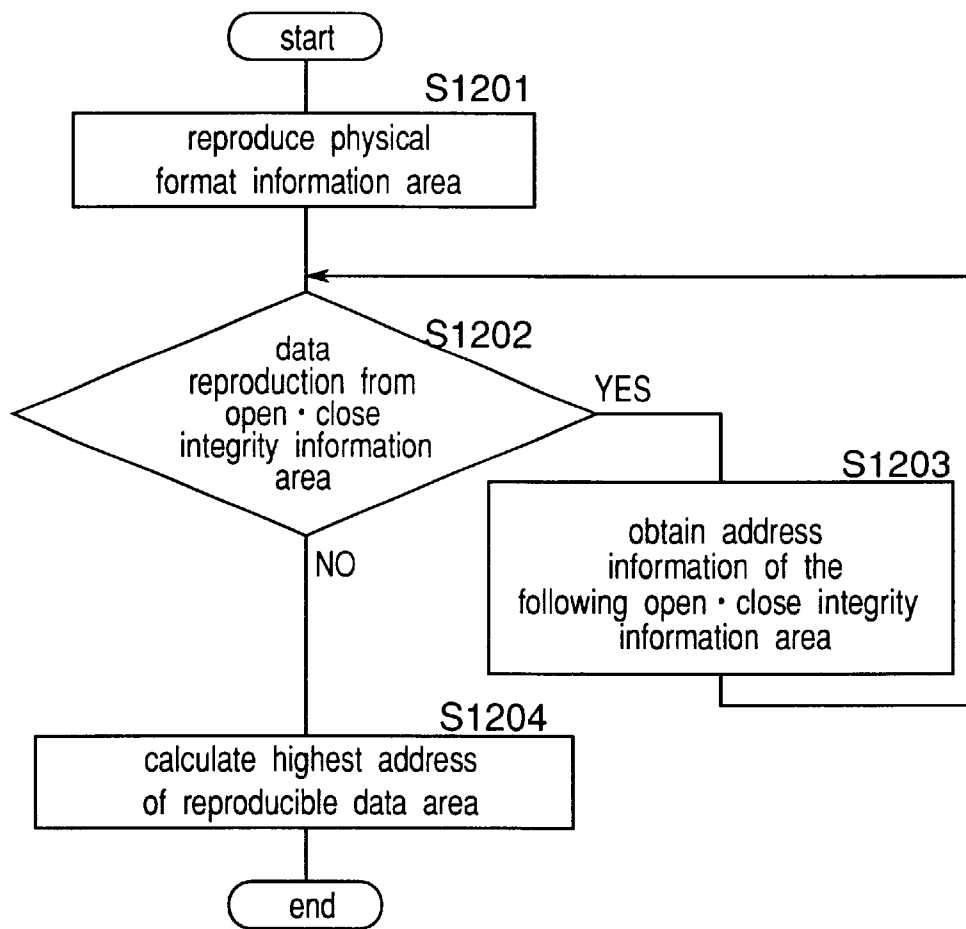 start
S1201
reproduce physical
format information area
S1202
data
reproduction from
open・close
integrity information
area
YES
S1203
obtain address
information of the
following open・close integrity
information area
NO
S1204
calculate highest address
of reproducible data area
end